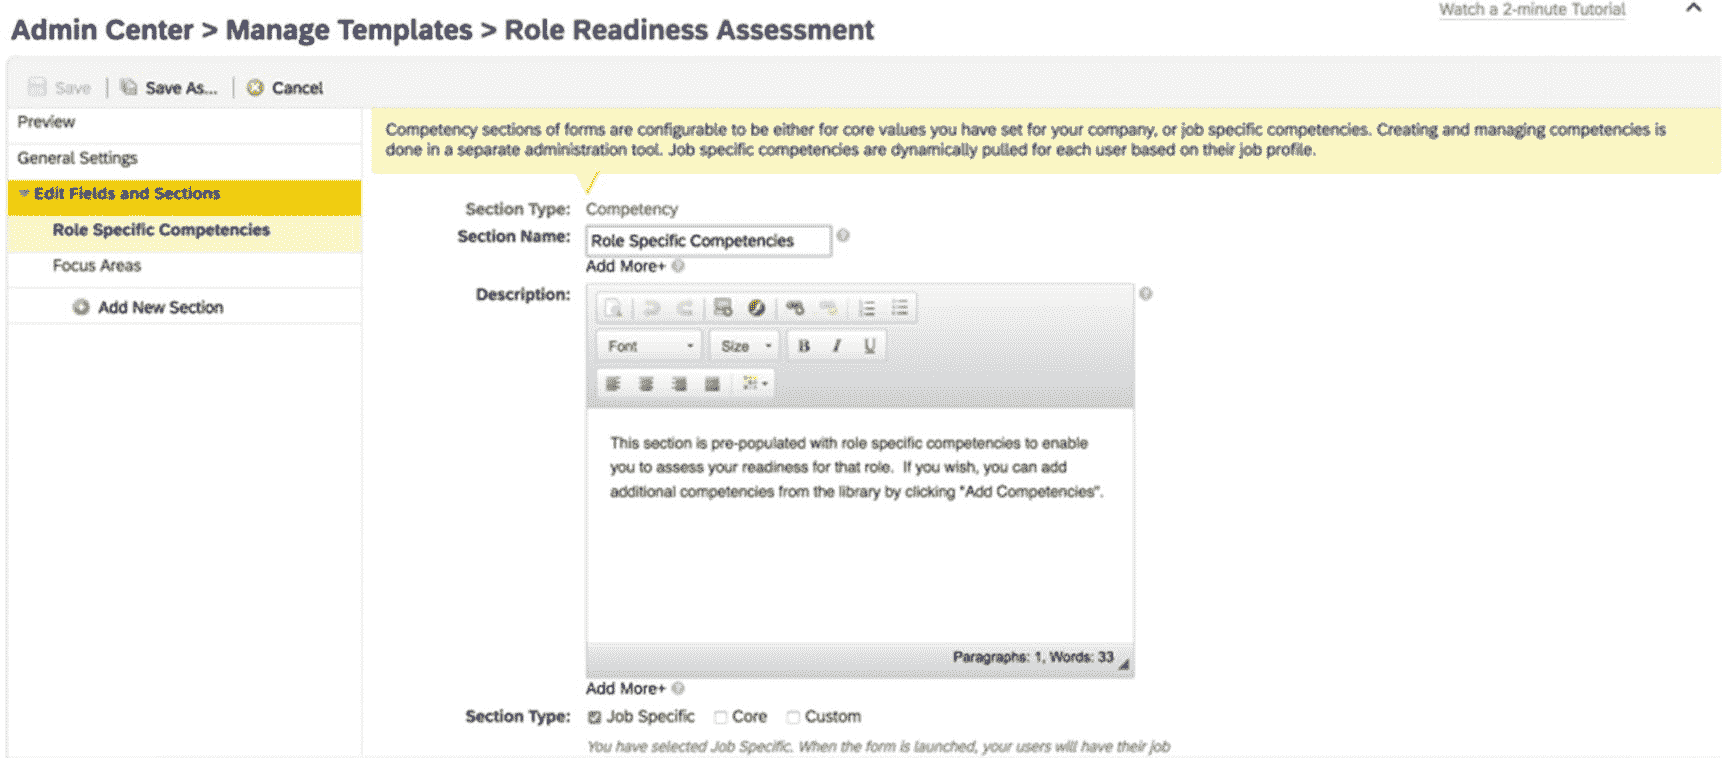 Watch a 2-minute Tutorial
Admin Center > Manage Templates > Role Readiness Assessment
Save | Save As... | Cancel
Preview
General Settings
Edit Fields and Sections
Role Specific Competencies
Focus Areas
Add New Section
Competency sections of forms are configurable to be either for core values you have set for your company, or job specific competencies. Creating and managing competencies is
done in a separate administration tool. Job specific competencies are dynamically pulled for each user based on their job profile.
Section Type: Competency
Section Name: Role Specific Competencies
Add More+
Description:
Font Size B I U
This section is pre-populated with role specific competencies to enable
you to assess your readiness for that role. If you wish, you can add
additional competencies from the library by clicking "Add Competencies".
Paragraphs: 1, Words: 33
Add More+
Section Type: Job Specific Core Custom
You have selected Job Specific. When the form is launched, your users will have their job